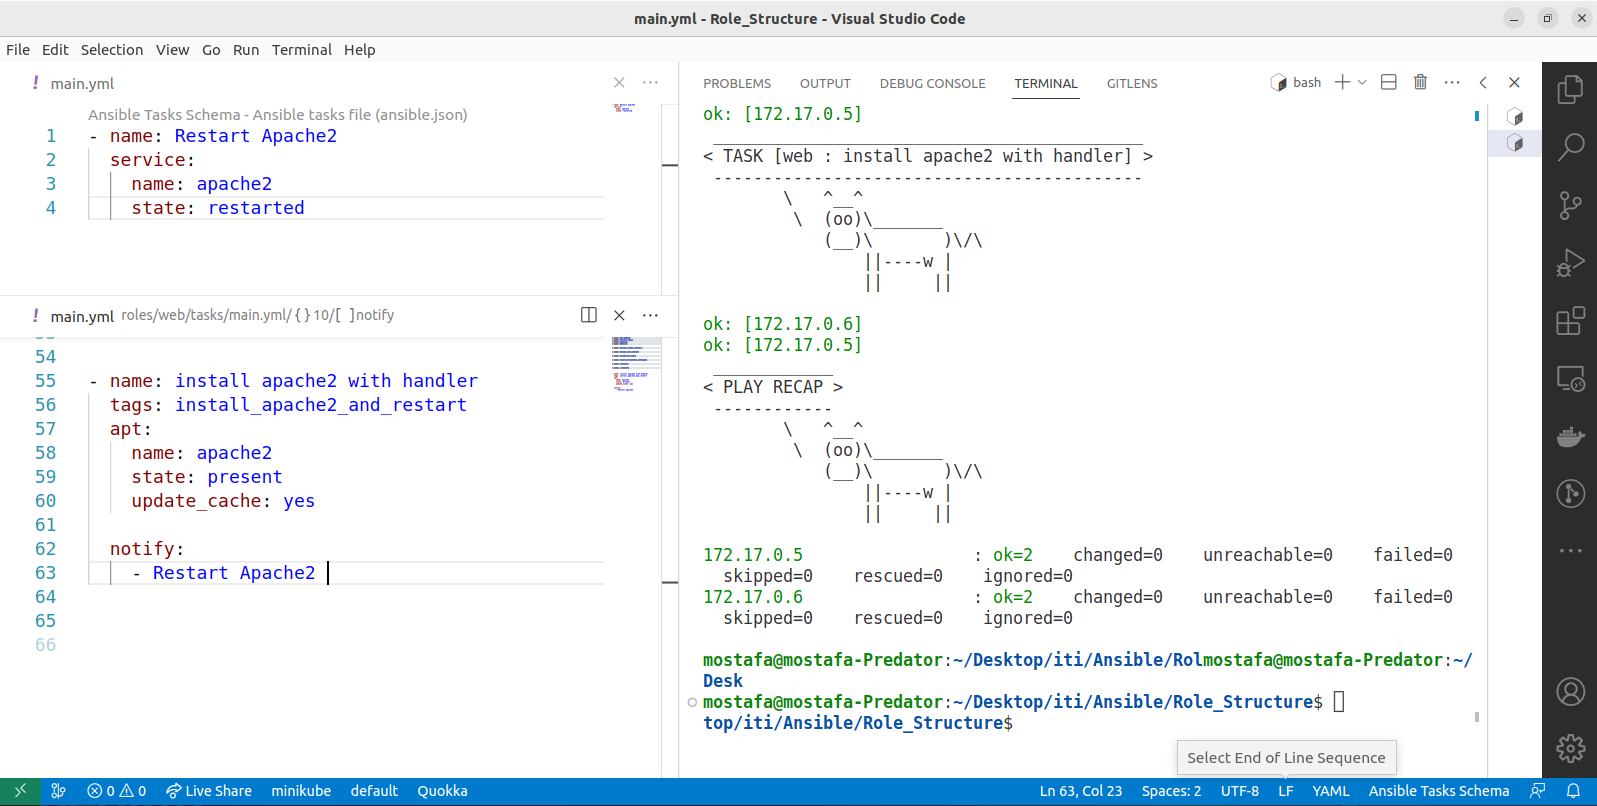 main.yml - Role_Structure - Visual Studio Code
File Edit Selection View Go Run Terminal Help
! main.yml
Ansible Tasks Schema - Ansible tasks file (ansible.json)
1 - name: Restart Apache2
2 service:
3 name: apache2
4 state: restarted
! main.yml roles/web/tasks/main.yml/ { } 10/[ ]notify
54
55 - name: install apache2 with handler
56 tags: install_apache2_and_restart
57 apt:
58 name: apache2
59 state: present
60 update_cache: yes
61
62 notify:
63 - Restart Apache2
64
65
66
PROBLEMS OUTPUT DEBUG CONSOLE TERMINAL GITLENS
bash
ok: [172.17.0.5]
 ___________________________________________
< TASK [web : install apache2 with handler] >
 -------------------------------------------
        \   ^__^
         \  (oo)\_______
            (__)\       )\/\
                ||----w |
                ||     ||
ok: [172.17.0.6]
ok: [172.17.0.5]
 ____________
< PLAY RECAP >
 ------------
        \   ^__^
         \  (oo)\_______
            (__)\       )\/\
                ||----w |
                ||     ||
172.17.0.5 : ok=2 changed=0 unreachable=0 failed=0
skipped=0 rescued=0 ignored=0
172.17.0.6 : ok=2 changed=0 unreachable=0 failed=0
skipped=0 rescued=0 ignored=0
mostafa@mostafa-Predator:~/Desktop/iti/Ansible/Rolmostafa@mostafa-Predator:~/
Desk
mostafa@mostafa-Predator:~/Desktop/iti/Ansible/Role_Structure$
top/iti/Ansible/Role_Structure$
Select End of Line Sequence
0 0 Live Share minikube default Quokka
Ln 63, Col 23 Spaces: 2 UTF-8 LF YAML Ansible Tasks Schema